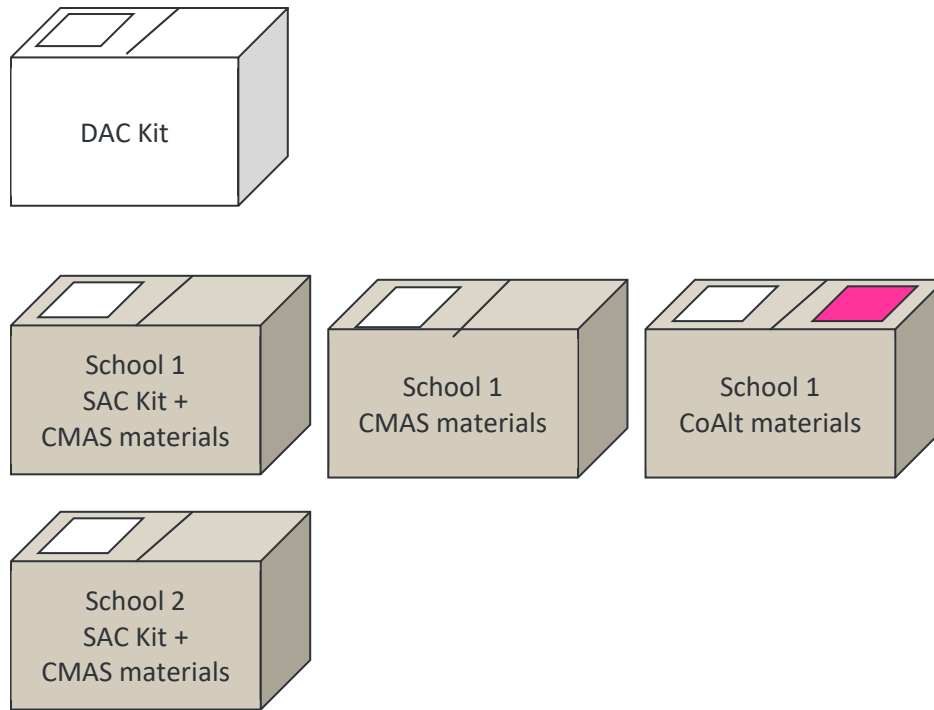 DAC Kit
School 1
SAC Kit +
CMAS materials
School 1
CMAS materials
School 1
CoAlt materials
School 2
SAC Kit +
CMAS materials